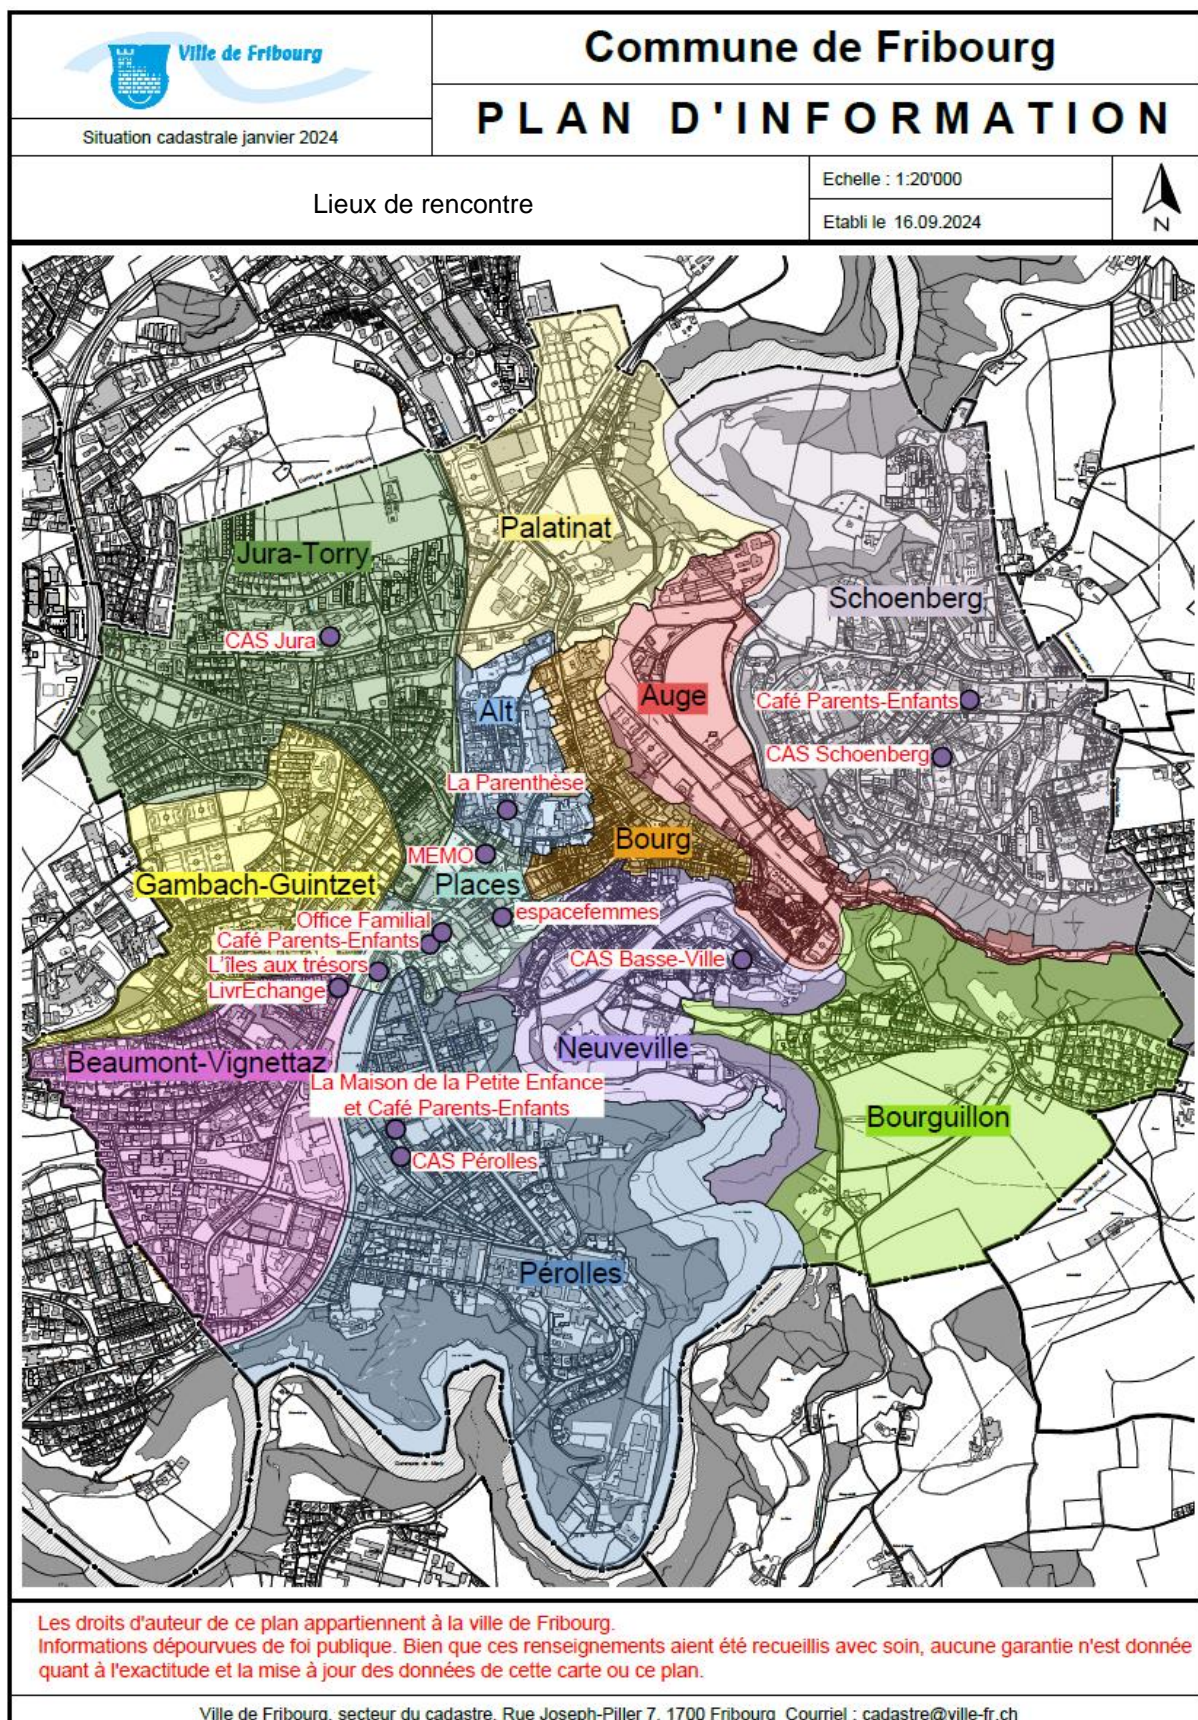 Ville de Fribourg
Situation cadastrale janvier 2024
Commune de Fribourg
PLAN D'INFORMATION
Lieux de rencontre
Echelle : 1:20'000
Etabli le 16.09.2024
N
Palatinat
Jura-Torry
Schoenberg
CAS Jura
Auge
Café Parents-Enfants
Alt
CAS Schoenberg
La Parenthèse
Bourg
MEMO
Gambach-Guintzet
Places
espacefemmes
Office Familial
Café Parents-Enfants
CAS Basse-Ville
L'îles aux trésors
LivrEchange
Neuveville
Beaumont-Vignettaz
La Maison de la Petite Enfance
et Café Parents-Enfants
Bourguillon
CAS Pérolles
Pérolles
Commune de Marly
Les droits d'auteur de ce plan appartiennent à la ville de Fribourg.
Informations dépourvues de foi publique. Bien que ces renseignements aient été recueillis avec soin, aucune garantie n'est donnée
quant à l'exactitude et la mise à jour des données de cette carte ou ce plan.
Ville de Fribourg, secteur du cadastre, Rue Joseph-Piller 7, 1700 Fribourg Courriel : cadastre@ville-fr.ch